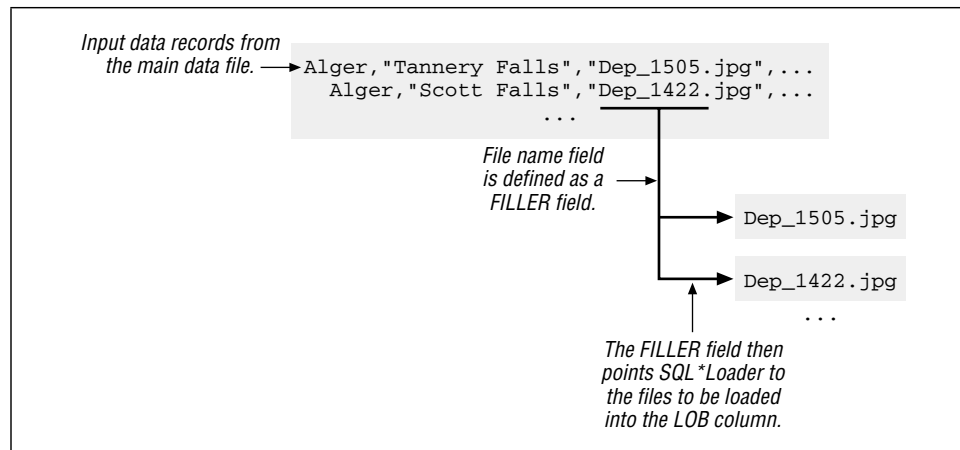 Input data records from
the main data file.
Alger,"Tannery Falls","Dep_1505.jpg",...
Alger,"Scott Falls","Dep_1422.jpg",...
...
File name field
is defined as a
FILLER field.
Dep_1505.jpg
Dep_1422.jpg
...
The FILLER field then
points SQL*Loader to
the files to be loaded
into the LOB column.